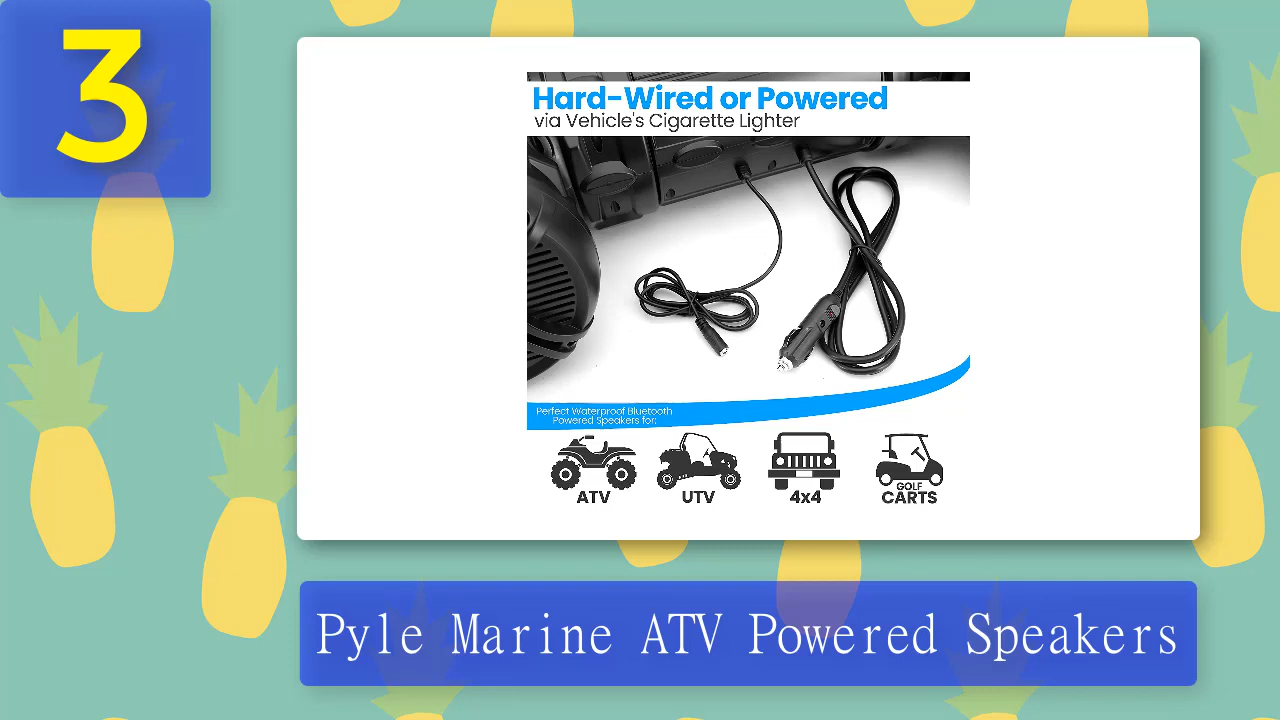 3
Hard-Wired or Powered
via Vehicle's Cigarette Lighter
Perfect Waterproof Bluetooth
Powered Speakers for:
ATV
UTV
4x4
GOLF
CARTS
Pyle Marine ATV Powered Speakers